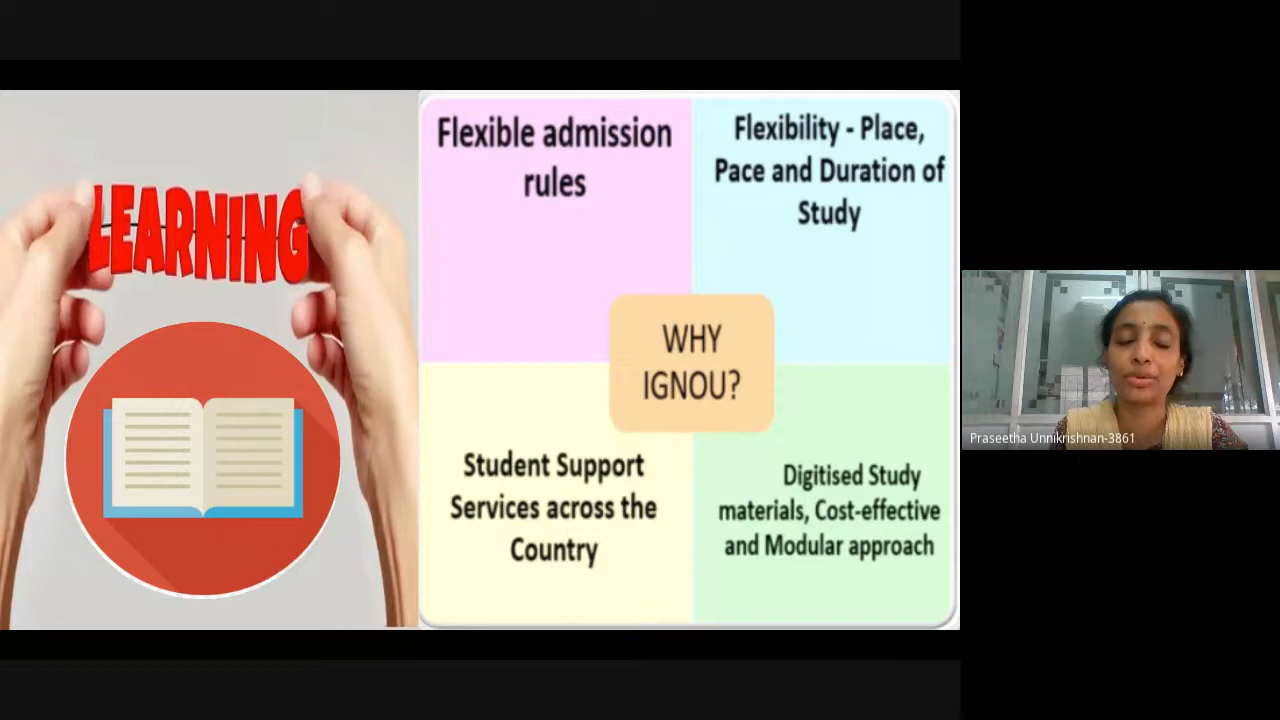 LEARNING
Flexible admission
rules
Flexibility - Place,
Pace and Duration of
Study
WHY
IGNOU?
Student Support
Services across the
Country
Digitised Study
materials, Cost-effective
and Modular approach
Praseetha Unnikrishnan-3861